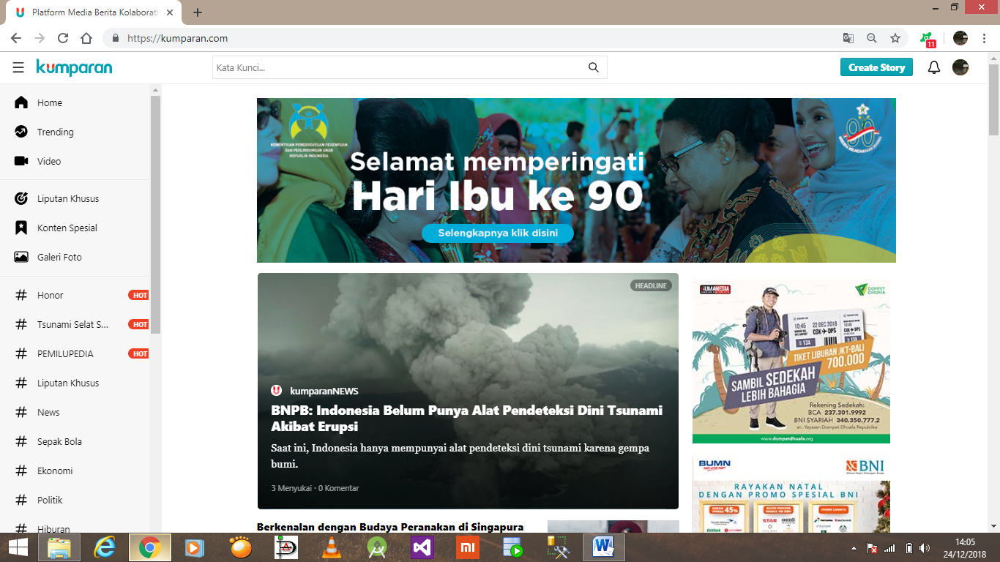 Platform Media Berita Kolaborati
https://kumparan.com
11
kumparan
Kata Kunci...
Create Story
Home
Trending
Video
Liputan Khusus
Konten Spesial
Galeri Foto
Honor HOT
Tsunami Selat S... HOT
PEMILUPEDIA HOT
Liputan Khusus
News
Sepak Bola
Ekonomi
Politik
Hiburan
KEMENTERIAN PEMBERDAYAAN PEREMPUAN
DAN PERLINDUNGAN ANAK
REPUBLIK INDONESIA
Selamat memperingati
Hari Ibu ke 90
Selengkapnya klik disini
HEADLINE
kumparanNEWS
BNPB: Indonesia Belum Punya Alat Pendeteksi Dini Tsunami
Akibat Erupsi
Saat ini, Indonesia hanya mempunyai alat pendeteksi dini tsunami karena gempa
bumi.
3 Menyukai · 0 Komentar
Berkenalan dengan Budaya Peranakan di Singapura
HUMANESIA
DOMPET
DHUAFA
10:45
22 DEC 2018
CGK DPS
13A
TIKET LIBURAN JKT-BALI
700.000
SAMBIL SEDEKAH
LEBIH BAHAGIA
Rekening Sedekah:
BCA 237.301.9992
BNI SYARIAH 340.350.777.2
an. Yayasan Dompet Dhuafa Republika
www.dompetdhuafa.org
BUMN
BNI
RAYAKAN NATAL
DENGAN PROMO SPESIAL BNI
45%
STAR
14:05
24/12/2018